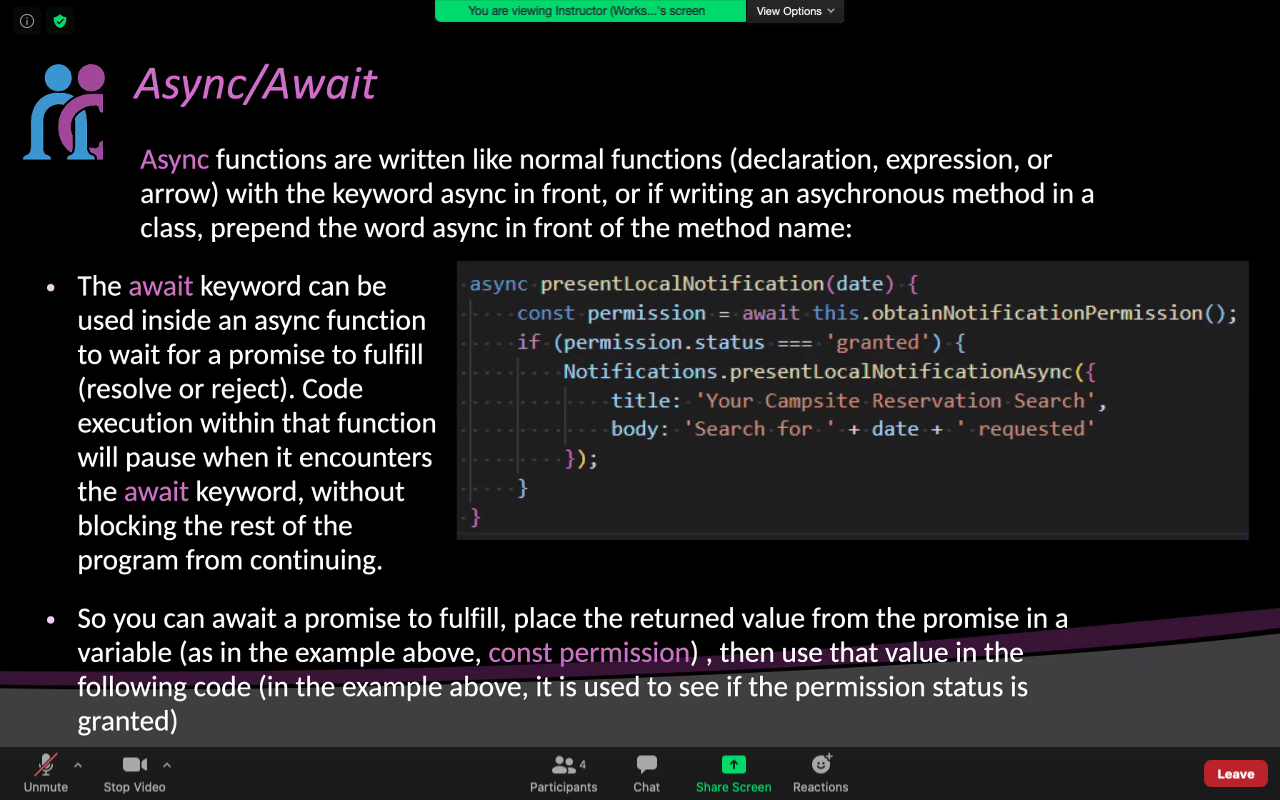 You are viewing Instructor (Works...'s screen
View Options
Async/Await
Async functions are written like normal functions (declaration, expression, or
arrow) with the keyword async in front, or if writing an asychronous method in a
class, prepend the word async in front of the method name:
• The await keyword can be
used inside an async function
to wait for a promise to fulfill
(resolve or reject). Code
execution within that function
will pause when it encounters
the await keyword, without
blocking the rest of the
program from continuing.
async presentLocalNotification(date) {
const permission = await this.obtainNotificationPermission();
if (permission.status === 'granted') {
Notifications.presentLocalNotificationAsync({
title: 'Your Campsite Reservation Search',
body: 'Search for ' + date + ' requested'
});
}
}
• So you can await a promise to fulfill, place the returned value from the promise in a
variable (as in the example above, const permission) , then use that value in the
following code (in the example above, it is used to see if the permission status is
granted)
Unmute
Stop Video
4
Participants
Chat
Share Screen
Reactions
Leave